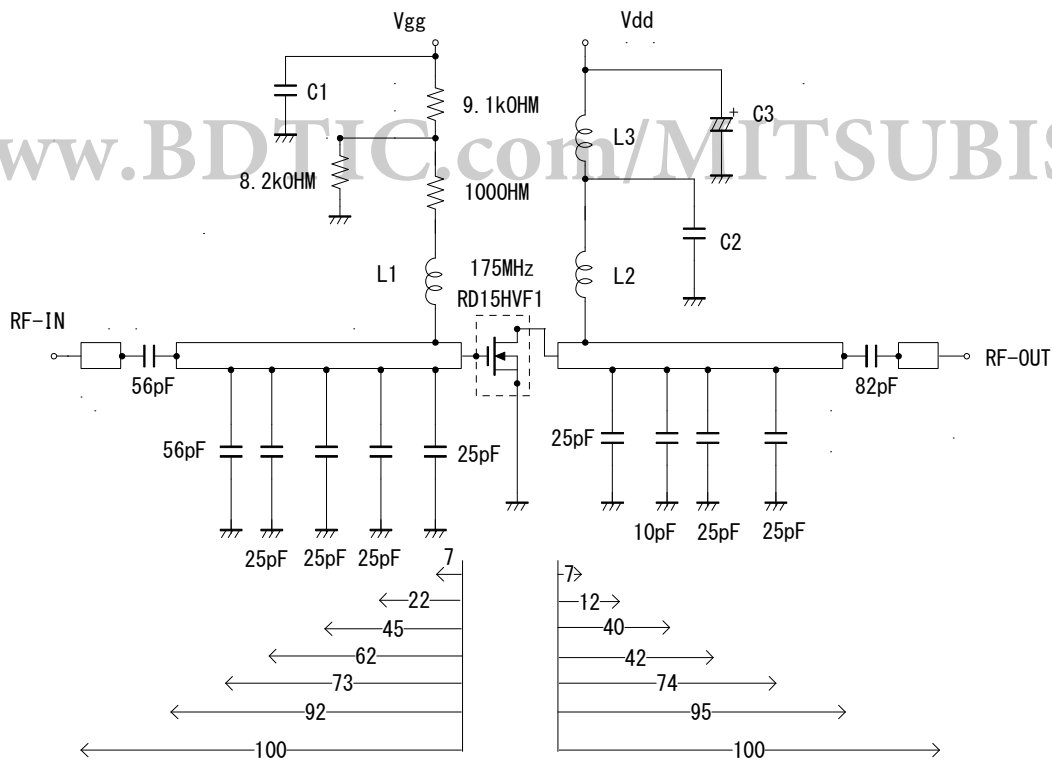 Vgg
Vdd
C1
9.1kOHM
C3
+
L3
www.BDTIC.com/MITSUBIS
8.2kOHM
100OHM
C2
L1
175MHz
L2
RD15HVF1
RF-IN
RF-OUT
56pF
82pF
56pF
25pF
25pF
25pF
25pF
25pF
10pF
25pF
25pF
7
7
22
12
45
40
62
42
73
74
92
95
100
100